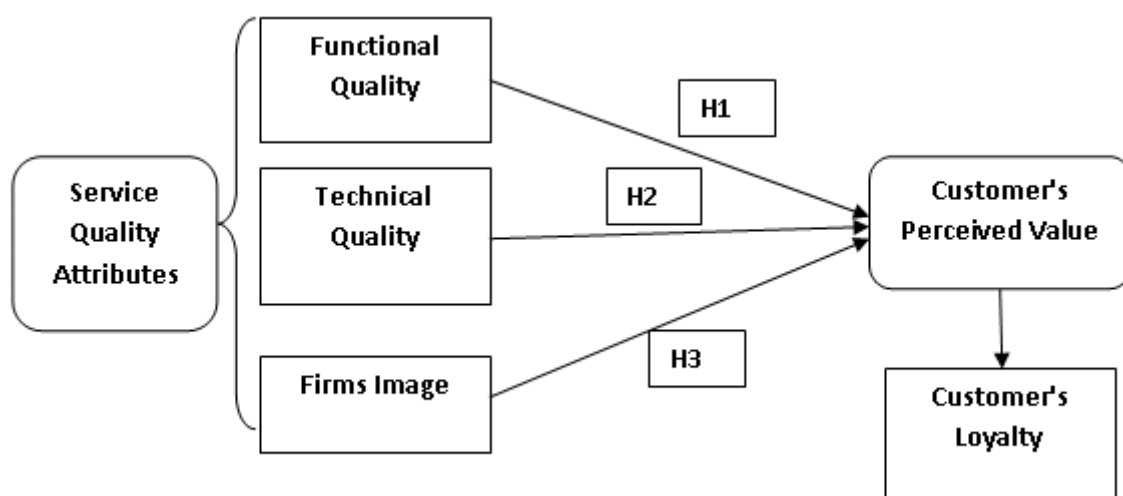 Functional
Quality
H1
Service
Quality
Attributes
Technical
Quality
H2
Customer's
Perceived Value
Firms Image
H3
Customer's
Loyalty